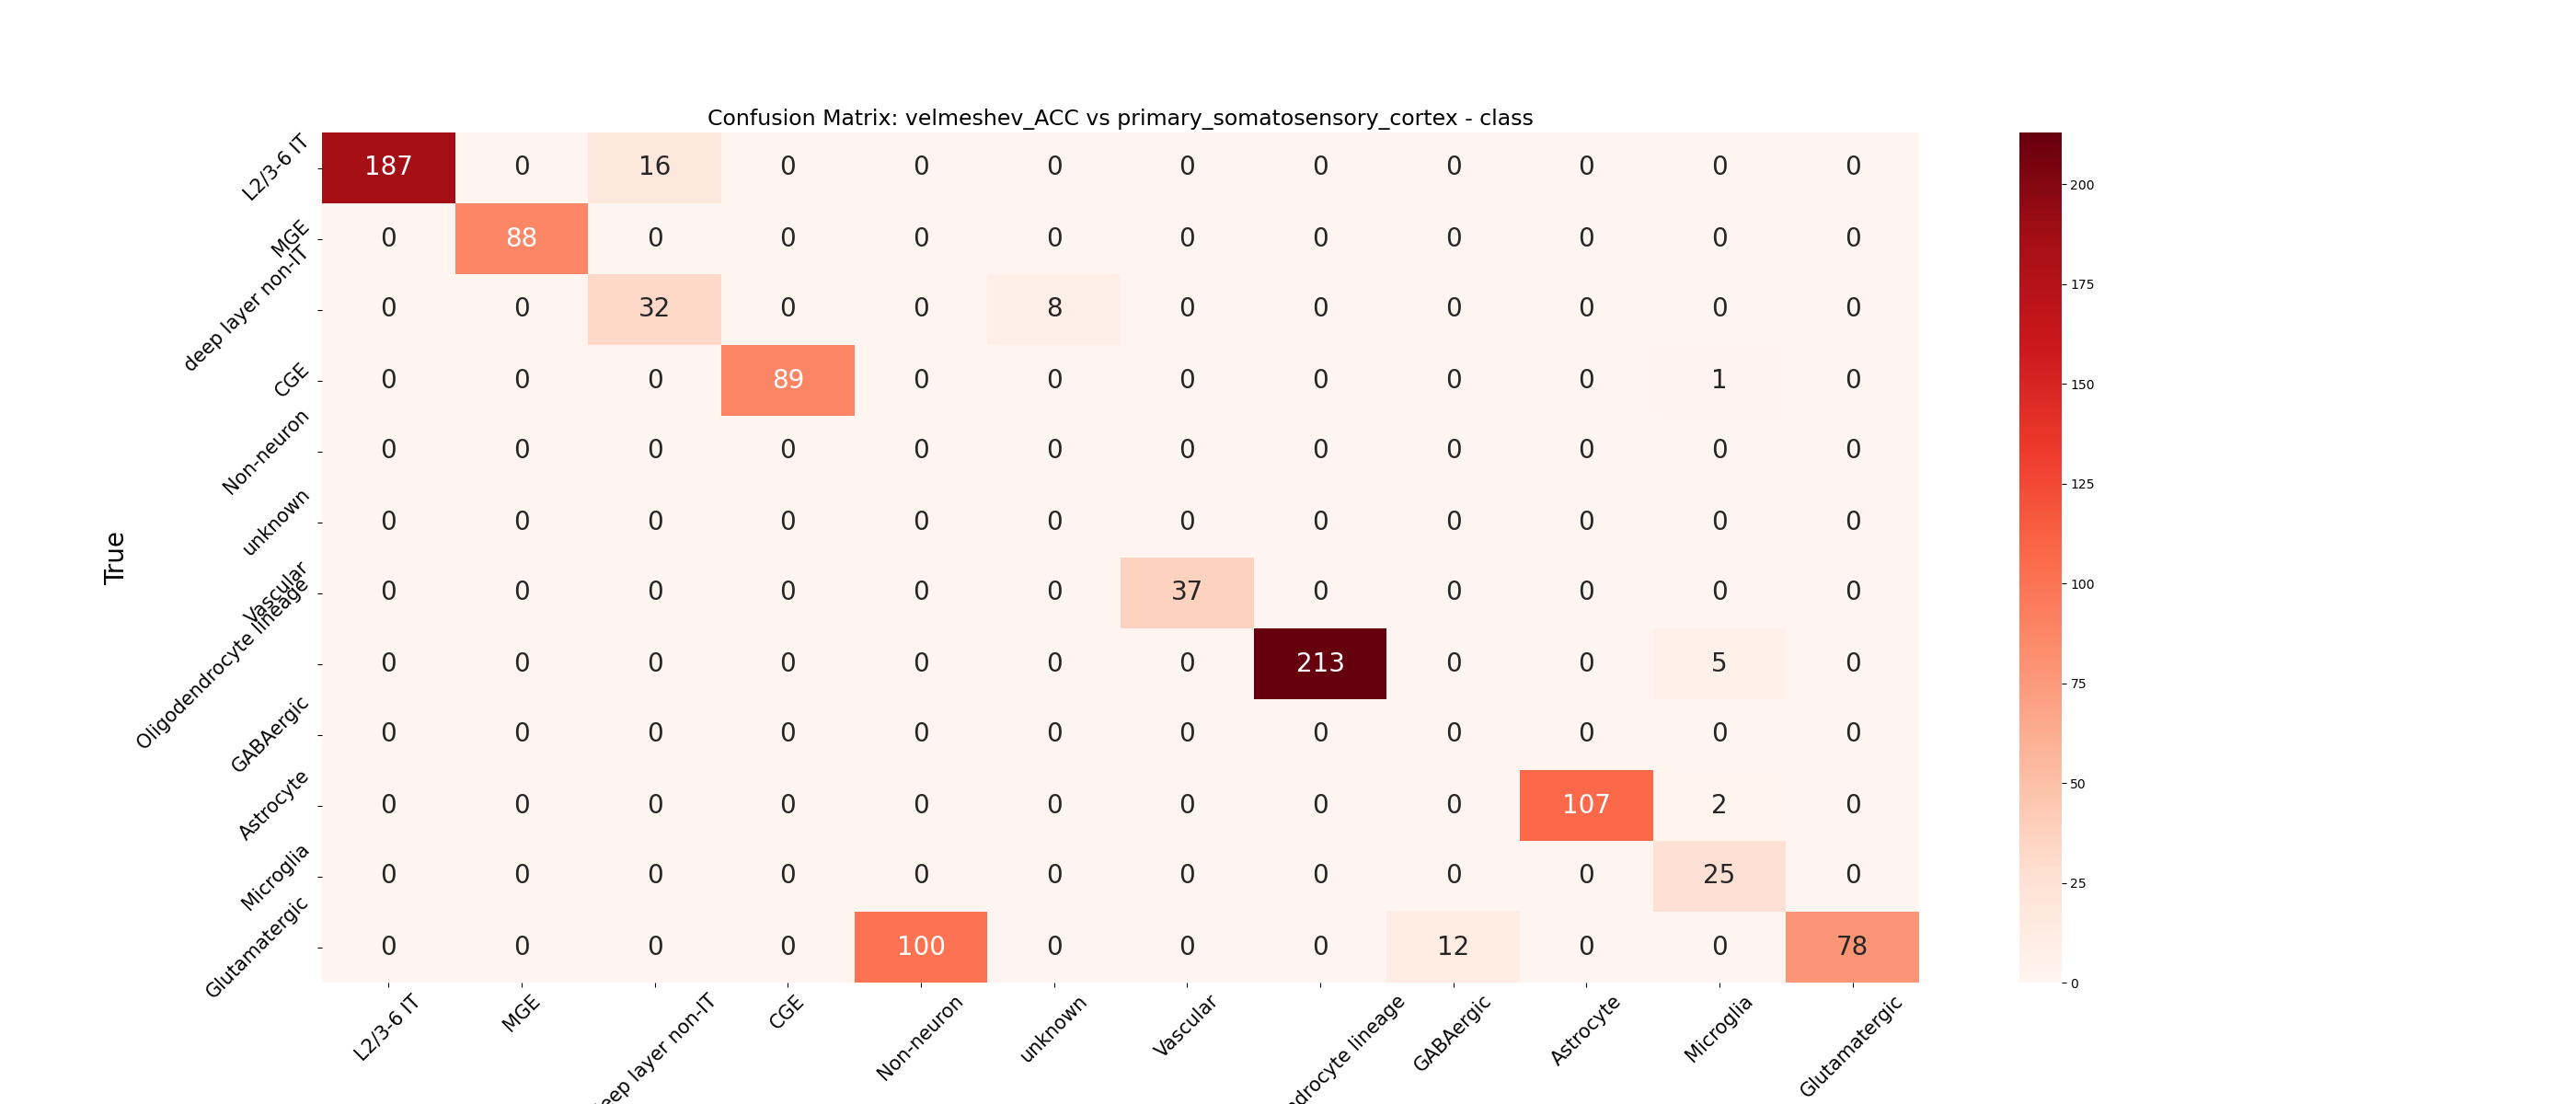 Confusion Matrix: velmeshev_ACC vs primary_somatosensory_cortex - class
True
L2/3-6 IT 187 0 16 0 0 0 0 0 0 0 0 0
MGE 0 88 0 0 0 0 0 0 0 0 0 0
deep layer non-IT 0 0 32 0 0 8 0 0 0 0 0 0
CGE 0 0 0 89 0 0 0 0 0 0 1 0
Non-neuron 0 0 0 0 0 0 0 0 0 0 0 0
unknown 0 0 0 0 0 0 0 0 0 0 0 0
Vascular 0 0 0 0 0 0 37 0 0 0 0 0
Oligodendrocyte lineage 0 0 0 0 0 0 0 213 0 0 5 0
GABAergic 0 0 0 0 0 0 0 0 0 0 0 0
Astrocyte 0 0 0 0 0 0 0 0 0 107 2 0
Microglia 0 0 0 0 0 0 0 0 0 0 25 0
Glutamatergic 0 0 0 0 100 0 0 0 12 0 0 78
L2/3-6 IT MGE layer non-IT CGE Non-neuron unknown Vascular lineage GABAergic Astrocyte Microglia Glutamatergic
200
175
150
125
100
75
50
25
0